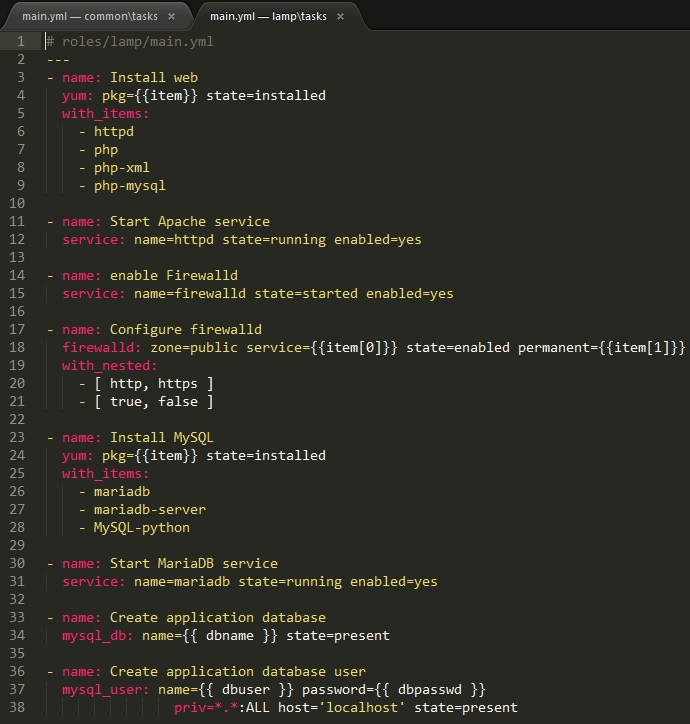 main.yml — common\tasks × main.yml — lamp\tasks ×
1 # roles/lamp/main.yml
2 ---
3 - name: Install web
4 yum: pkg={{item}} state=installed
5 with_items:
6 - httpd
7 - php
8 - php-xml
9 - php-mysql
10
11 - name: Start Apache service
12 service: name=httpd state=running enabled=yes
13
14 - name: enable Firewalld
15 service: name=firewalld state=started enabled=yes
16
17 - name: Configure firewalld
18 firewalld: zone=public service={{item[0]}} state=enabled permanent={{item[1]}}
19 with_nested:
20 - [ http, https ]
21 - [ true, false ]
22
23 - name: Install MySQL
24 yum: pkg={{item}} state=installed
25 with_items:
26 - mariadb
27 - mariadb-server
28 - MySQL-python
29
30 - name: Start MariaDB service
31 service: name=mariadb state=running enabled=yes
32
33 - name: Create application database
34 mysql_db: name={{ dbname }} state=present
35
36 - name: Create application database user
37 mysql_user: name={{ dbuser }} password={{ dbpasswd }}
38 priv=*.*:ALL host='localhost' state=present